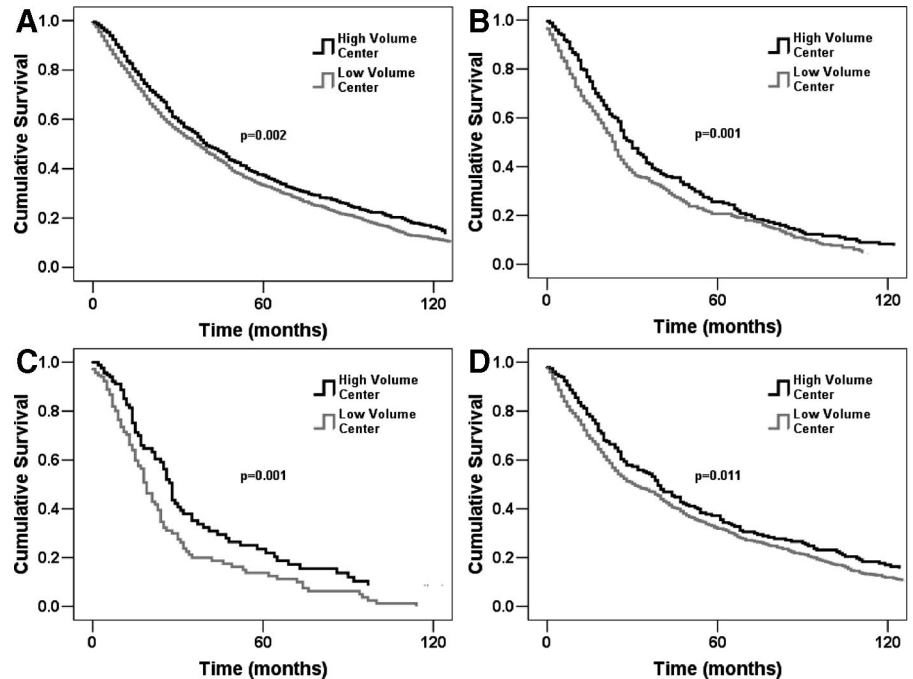 A
Cumulative Survival
1.0
0.8
0.6
0.4
0.2
0.0
High Volume
Center
Low Volume
Center
p=0.002
0
60
120
Time (months)
B
Cumulative Survival
1.0
0.8
0.6
0.4
0.2
0.0
High Volume
Center
Low Volume
Center
p=0.001
0
60
120
Time (months)
C
Cumulative Survival
1.0
0.8
0.6
0.4
0.2
0.0
High Volume
Center
Low Volume
Center
p=0.001
0
60
120
Time (months)
D
Cumulative Survival
1.0
0.8
0.6
0.4
0.2
0.0
High Volume
Center
Low Volume
Center
p=0.011
0
60
120
Time (months)